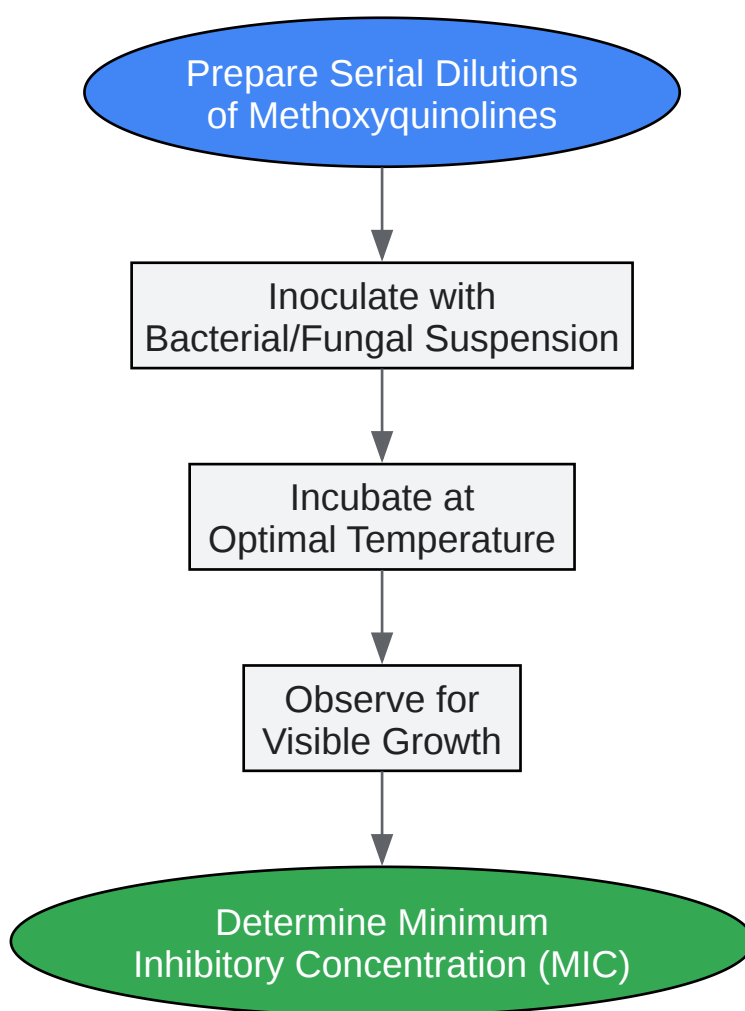 Prepare Serial Dilutions
of Methoxyquinolines
Inoculate with
Bacterial/Fungal Suspension
Incubate at
Optimal Temperature
Observe for
Visible Growth
Determine Minimum
Inhibitory Concentration (MIC)